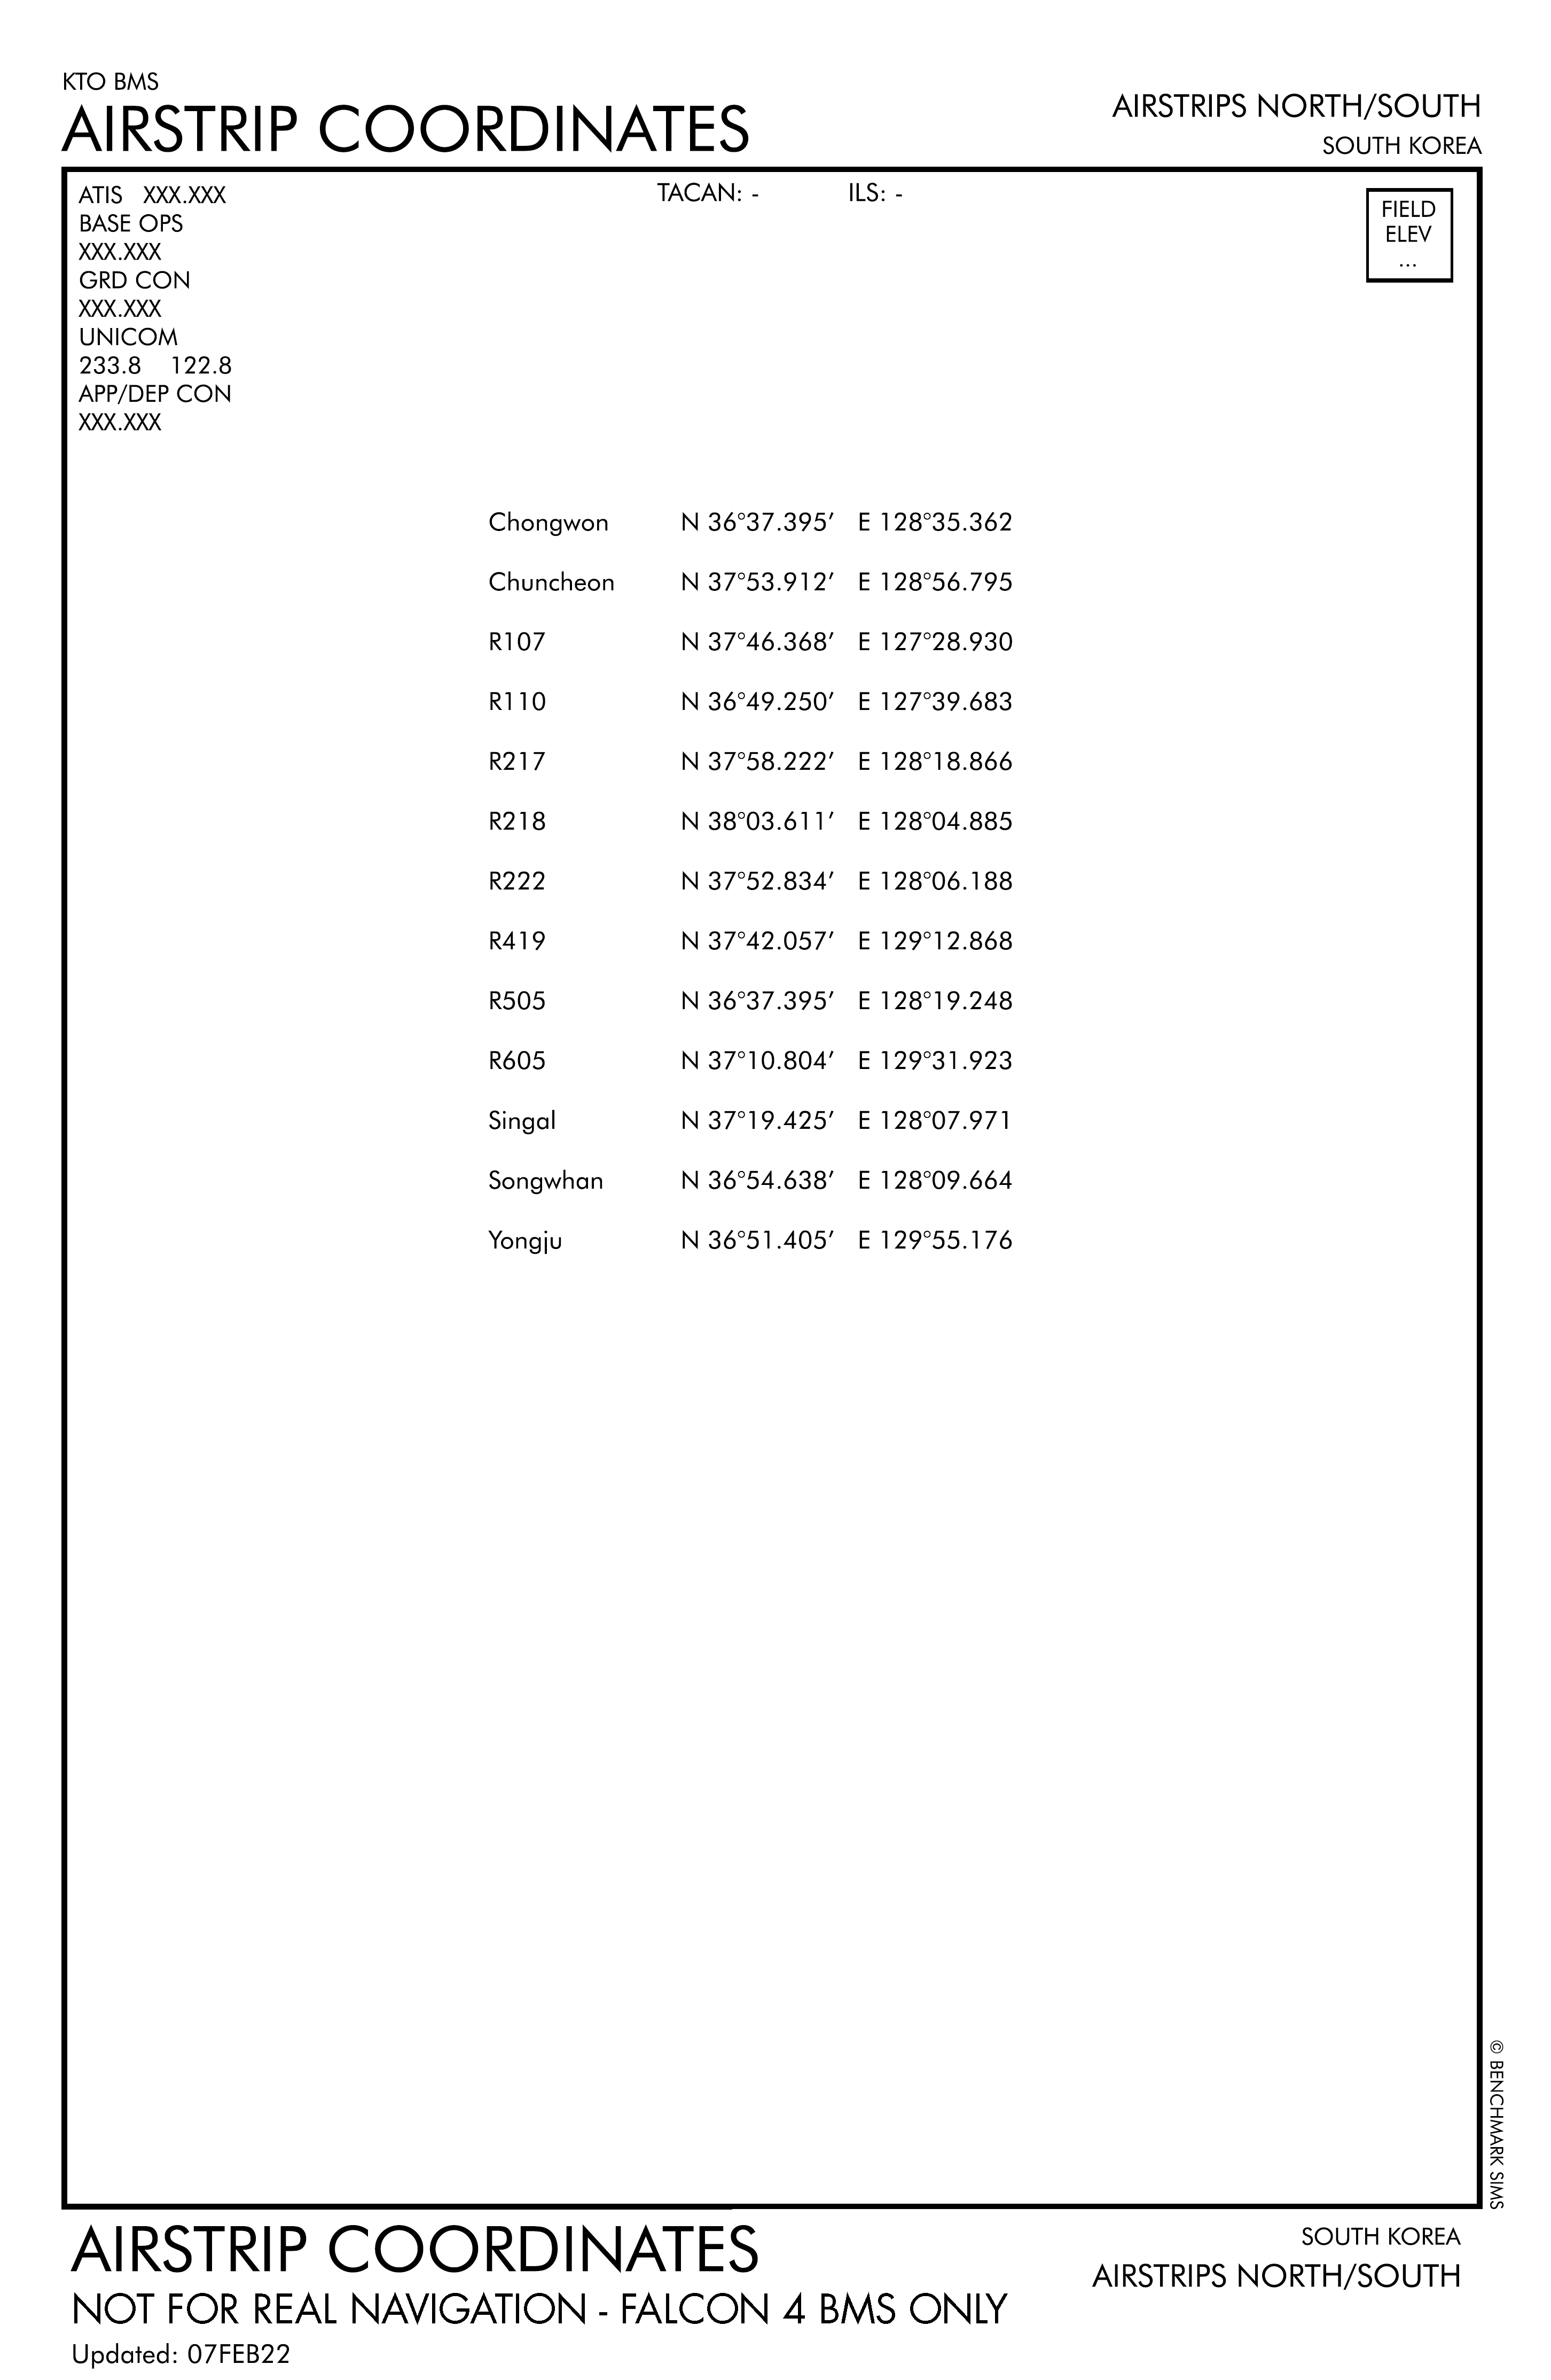 KTO BMS
AIRSTRIP COORDINATES
AIRSTRIPS NORTH/SOUTH
SOUTH KOREA
ATIS XXX.XXX
BASE OPS
XXX.XXX
GRD CON
XXX.XXX
UNICOM
233.8 122.8
APP/DEP CON
XXX.XXX
TACAN: - ILS: -
FIELD
ELEV
...
Chongwon N 36°37.395′ E 128°35.362
Chuncheon N 37°53.912′ E 128°56.795
R107 N 37°46.368′ E 127°28.930
R110 N 36°49.250′ E 127°39.683
R217 N 37°58.222′ E 128°18.866
R218 N 38°03.611′ E 128°04.885
R222 N 37°52.834′ E 128°06.188
R419 N 37°42.057′ E 129°12.868
R505 N 36°37.395′ E 128°19.248
R605 N 37°10.804′ E 129°31.923
Singal N 37°19.425′ E 128°07.971
Songwhan N 36°54.638′ E 128°09.664
Yongju N 36°51.405′ E 129°55.176
© BENCHMARK SIMS
AIRSTRIP COORDINATES
NOT FOR REAL NAVIGATION - FALCON 4 BMS ONLY
Updated: 07FEB22
SOUTH KOREA
AIRSTRIPS NORTH/SOUTH